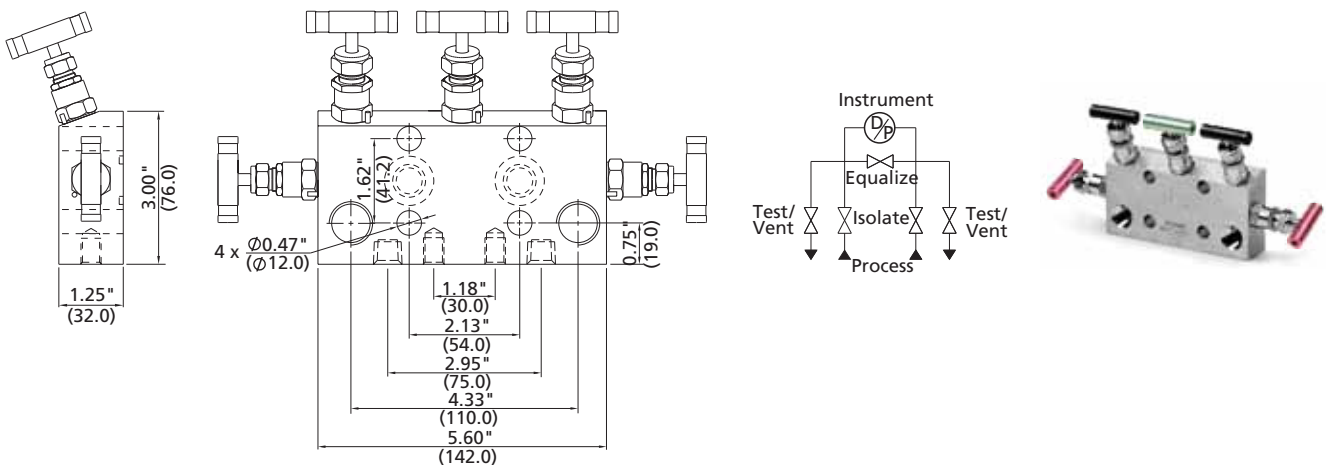 3.00"
(76.0)
1.25"
(32.0)
1.62"
(41.2)
0.75"
(19.0)
4 x Ø0.47"
(Ø12.0)
1.18"
(30.0)
2.13"
(54.0)
2.95"
(75.0)
4.33"
(110.0)
5.60"
(142.0)
Instrument
D/P
Equalize
Test/
Vent
Isolate
Test/
Vent
Process